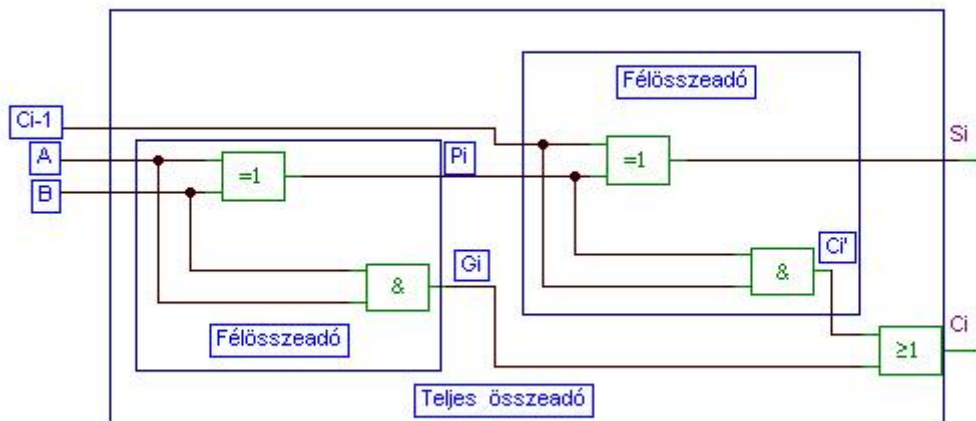 Félösszeadó
Ci-1
Si
A
=1
Pi
=1
B
Ci'
Gi
&
&
Ci
Félösszeadó
≥1
Teljes összeadó